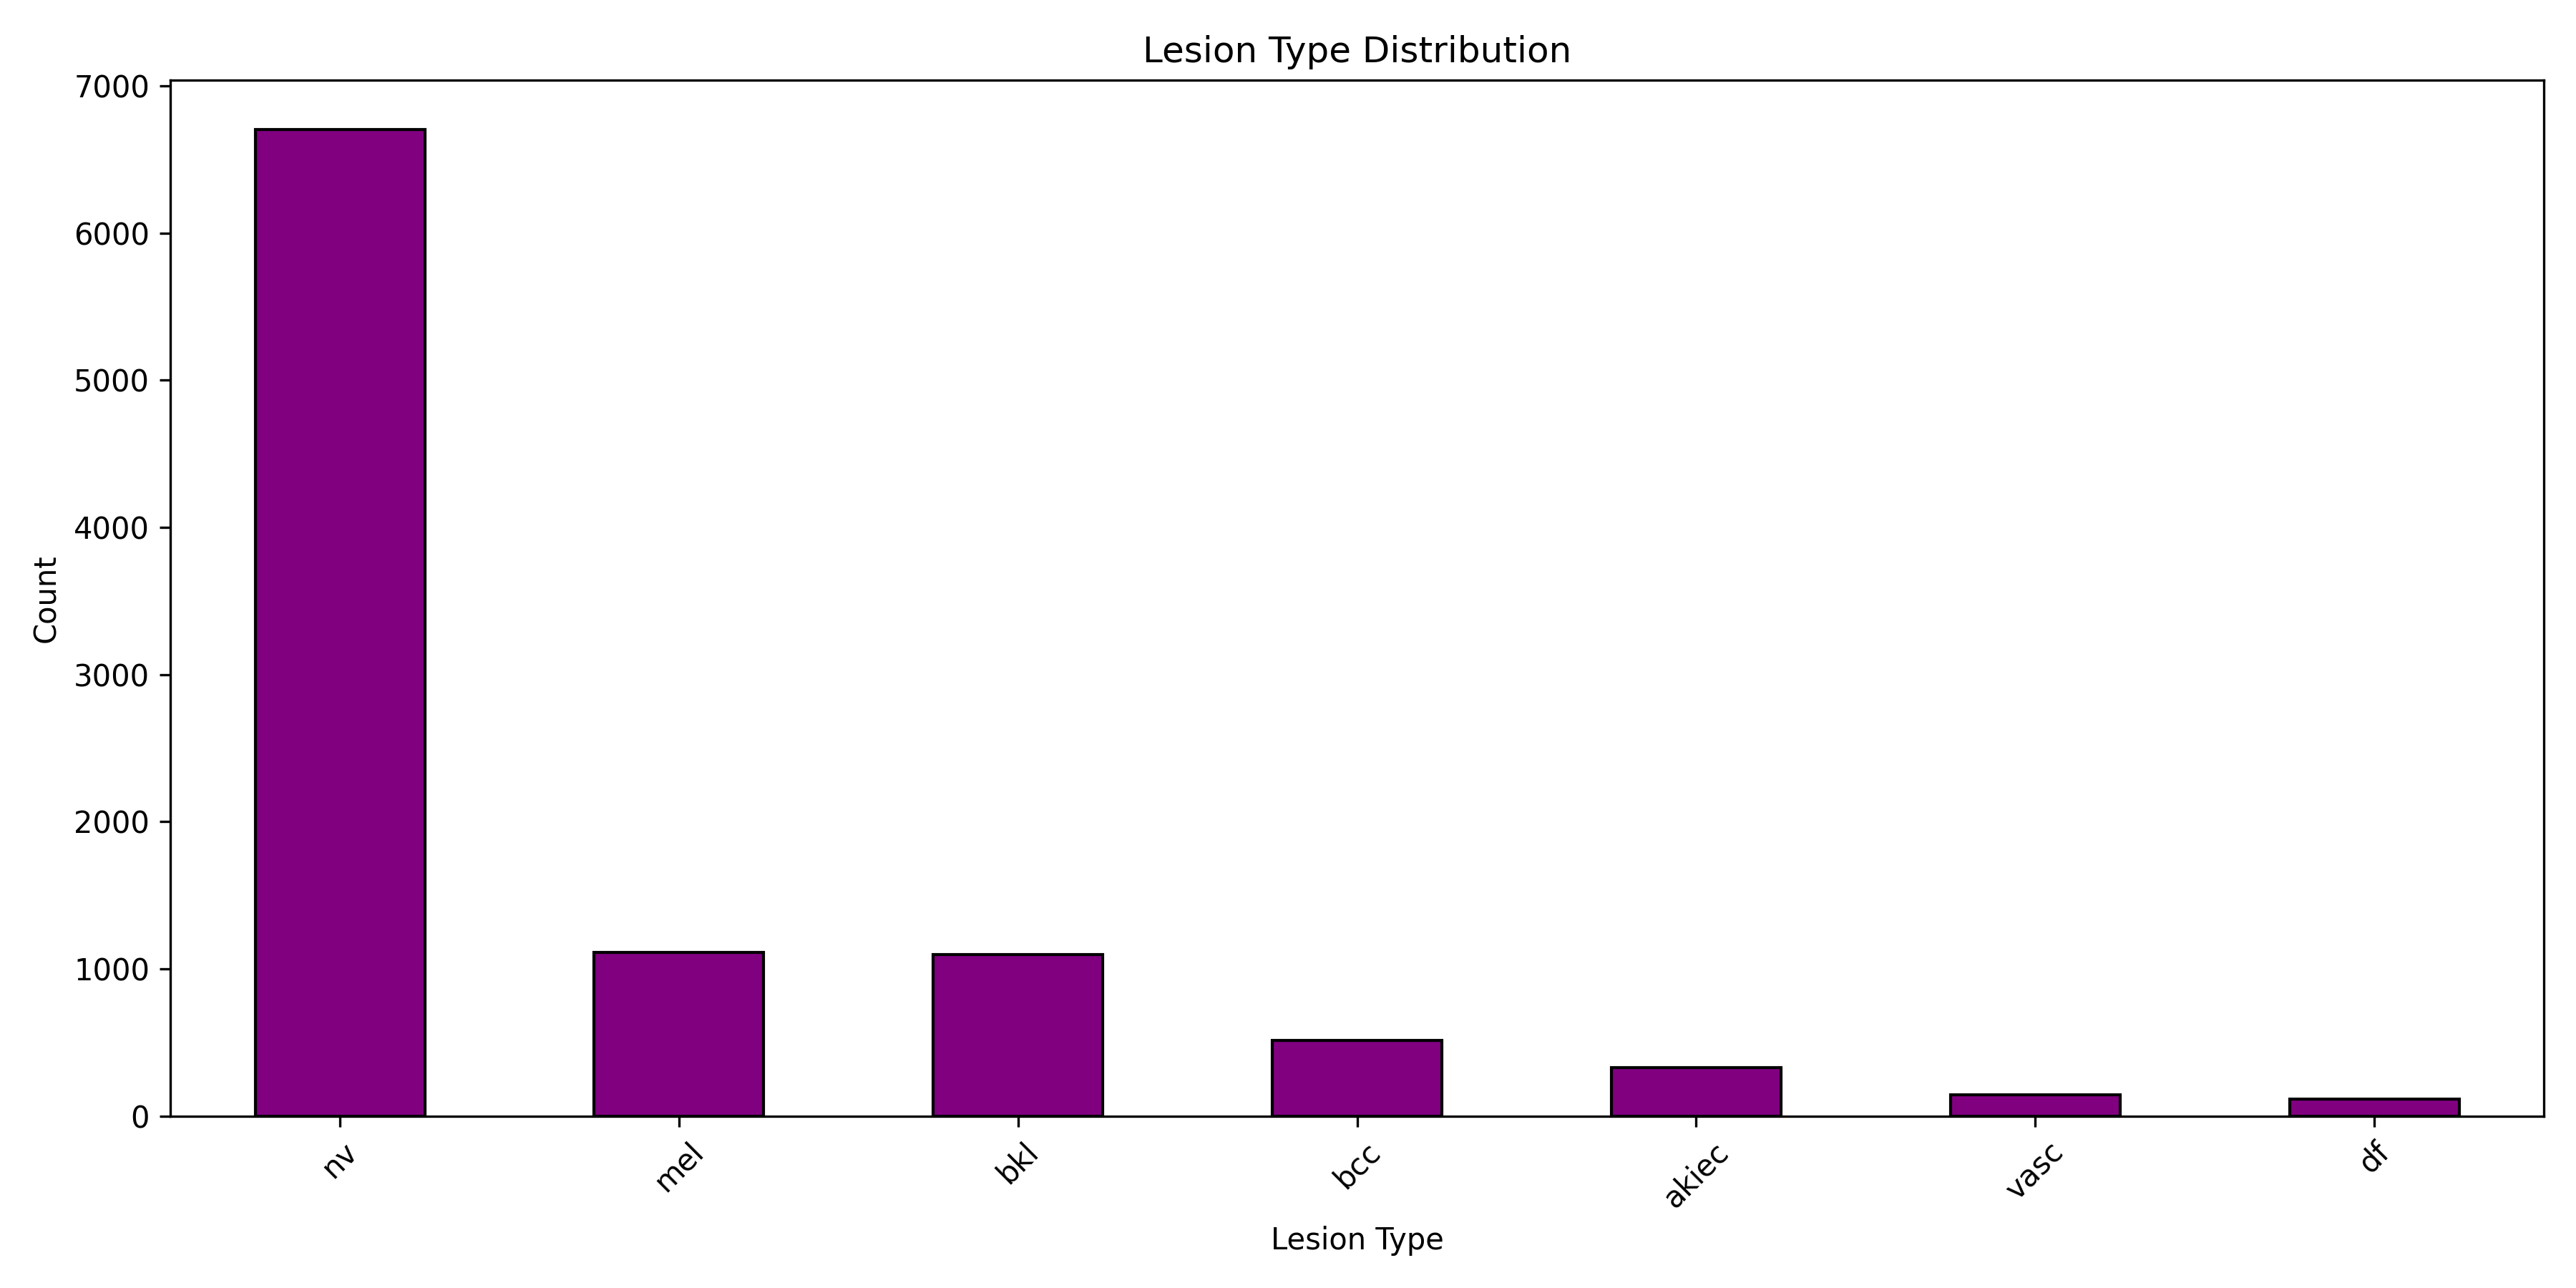 Lesion Type Distribution
7000
6000
5000
4000
3000
2000
1000
0
Count
nv
mel
bkl
bcc
akiec
vasc
df
Lesion Type